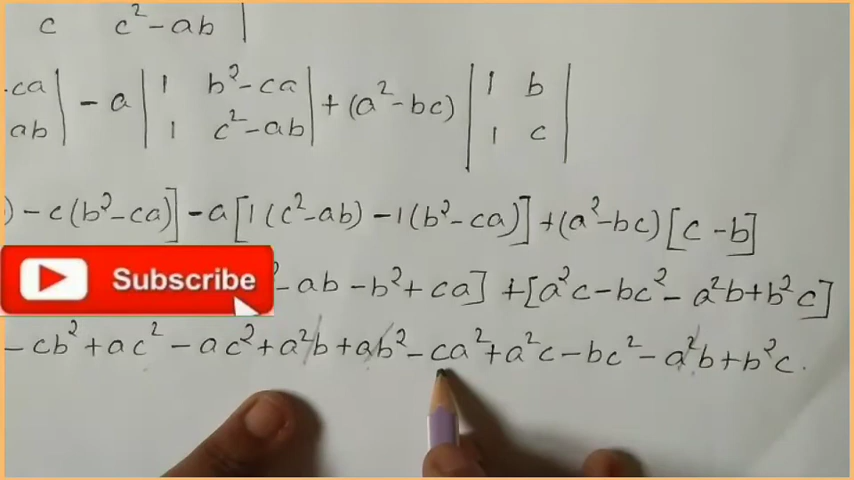 c c² - ab |
·ca | - a | 1 b² - ca | + (a² - bc) | 1 b |
ab | | 1 c² - ab | | 1 c |
) - c(b² - ca)] - a[1(c² - ab) - 1(b² - ca)] + (a² - bc)[c - b]
Subscribe
² - ab - b² + ca] + [a²c - bc² - a²b + b²c]
- cb² + ac² - ac² + a²b + ab² - ca² + a²c - bc² - a²b + b²c.